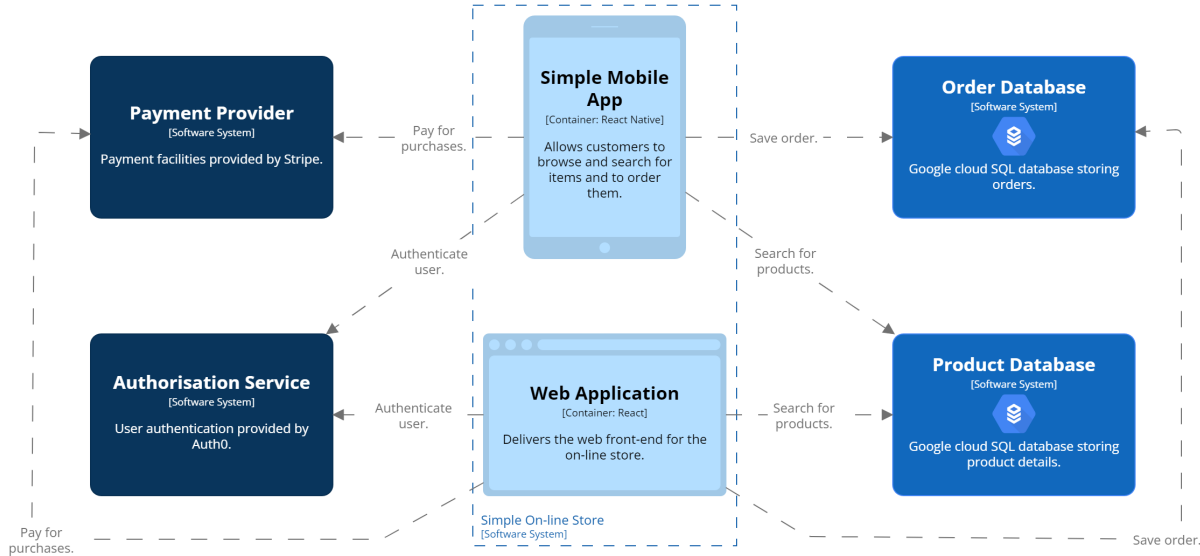 Payment Provider
[Software System]
Payment facilities provided by Stripe.
Pay for
purchases.
Simple Mobile
App
[Container: React Native]
Allows customers to
browse and search for
items and to order
them.
Save order.
Order Database
[Software System]
Google cloud SQL database storing
orders.
Authenticate
user.
Search for
products.
Authorisation Service
[Software System]
User authentication provided by
Auth0.
Authenticate
user.
Web Application
[Container: React]
Delivers the web front-end for the
on-line store.
Search for
products.
Product Database
[Software System]
Google cloud SQL database storing
product details.
Simple On-line Store
[Software System]
Pay for
purchases.
Save order.